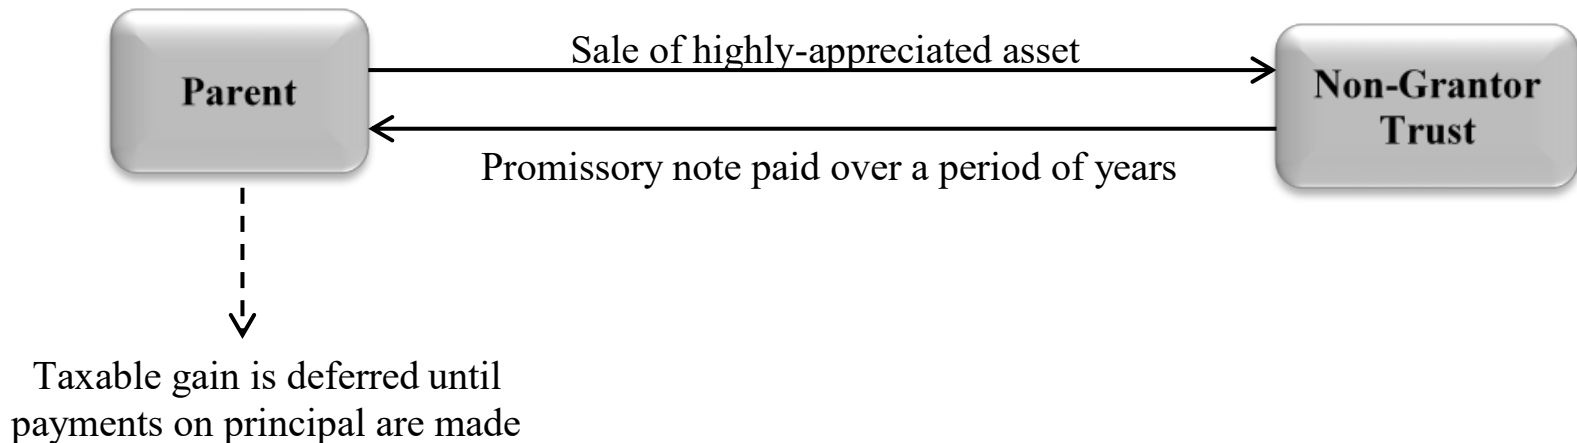 Sale of highly-appreciated asset
Parent
Non-Grantor
Trust
Promissory note paid over a period of years
Taxable gain is deferred until
payments on principal are made